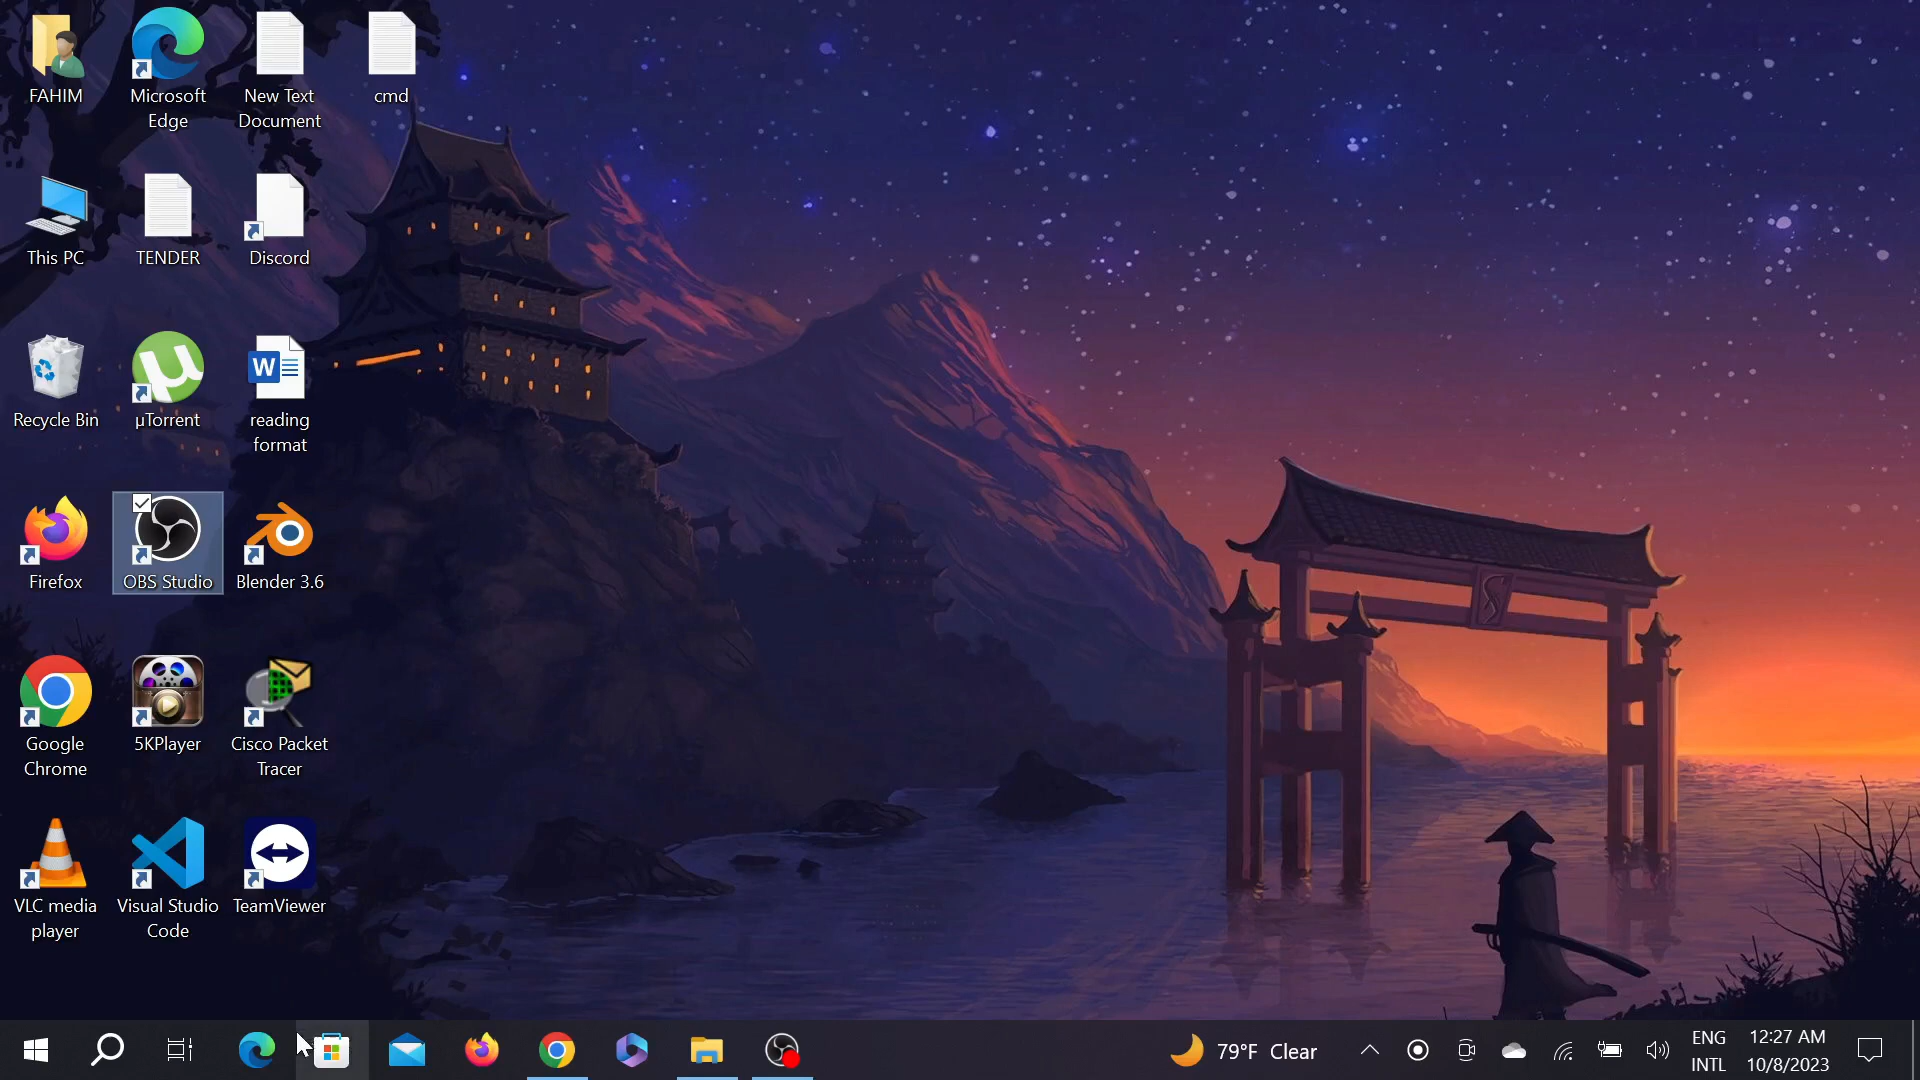 FAHIM
Microsoft
Edge
New Text
Document
cmd
This PC
TENDER
Discord
Recycle Bin
µTorrent
W
reading
format
Firefox
OBS Studio
Blender 3.6
Google
Chrome
5KPlayer
Cisco Packet
Tracer
VLC media
player
Visual Studio
Code
TeamViewer
79°F Clear
ENG
INTL
12:27 AM
10/8/2023